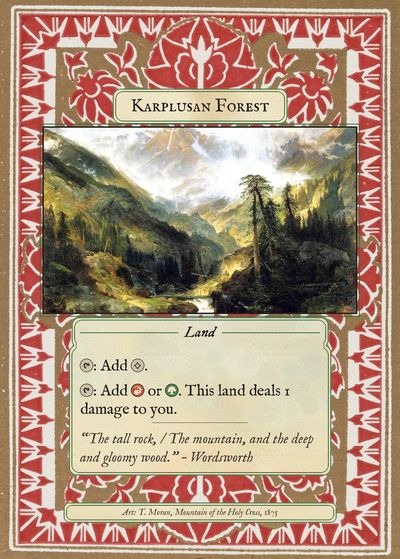 Karplusan Forest
Land
: Add .
: Add or . This land deals 1
damage to you.
“The tall rock, / The mountain, and the deep
and gloomy wood.” - Wordsworth
Art: T. Moran, Mountain of the Holy Cross, 1875